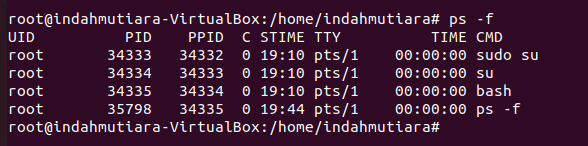 root@indahmutiara-VirtualBox:/home/indahmutiara# ps -f
UID          PID    PPID  C STIME TTY          TIME CMD
root       34333   34332  0 19:10 pts/1    00:00:00 sudo su
root       34334   34333  0 19:10 pts/1    00:00:00 su
root       34335   34334  0 19:10 pts/1    00:00:00 bash
root       35798   34335  0 19:44 pts/1    00:00:00 ps -f
root@indahmutiara-VirtualBox:/home/indahmutiara#